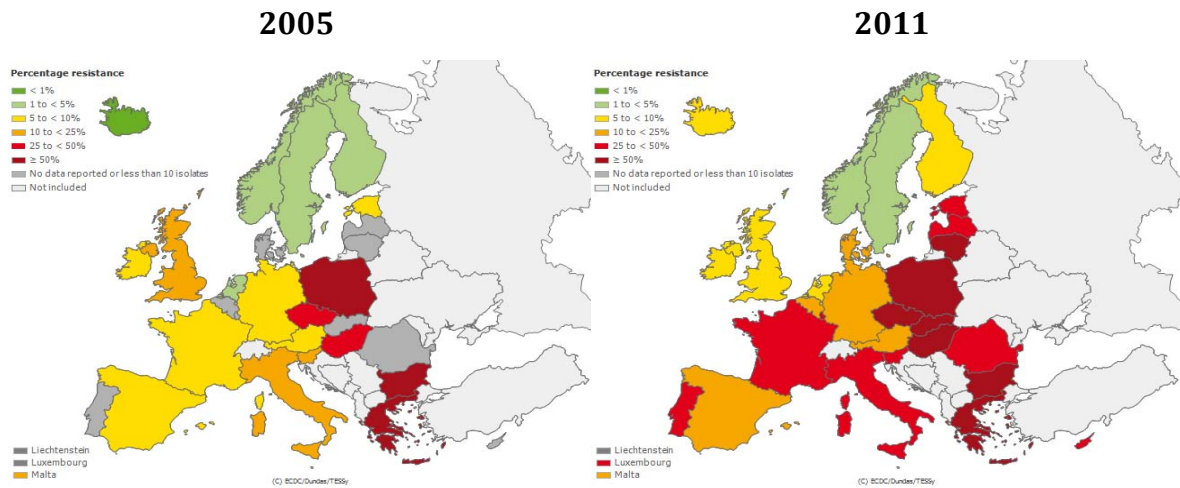 2005
2011
Percentage resistance
< 1%
1 to < 5%
5 to < 10%
10 to < 25%
25 to < 50%
≥ 50%
No data reported or less than 10 isolates
Not included
Liechtenstein
Luxembourg
Malta
(C) ECDC/Dundas/TESSy
Percentage resistance
< 1%
1 to < 5%
5 to < 10%
10 to < 25%
25 to < 50%
≥ 50%
No data reported or less than 10 isolates
Not included
Liechtenstein
Luxembourg
Malta
(C) ECDC/Dundas/TESSy